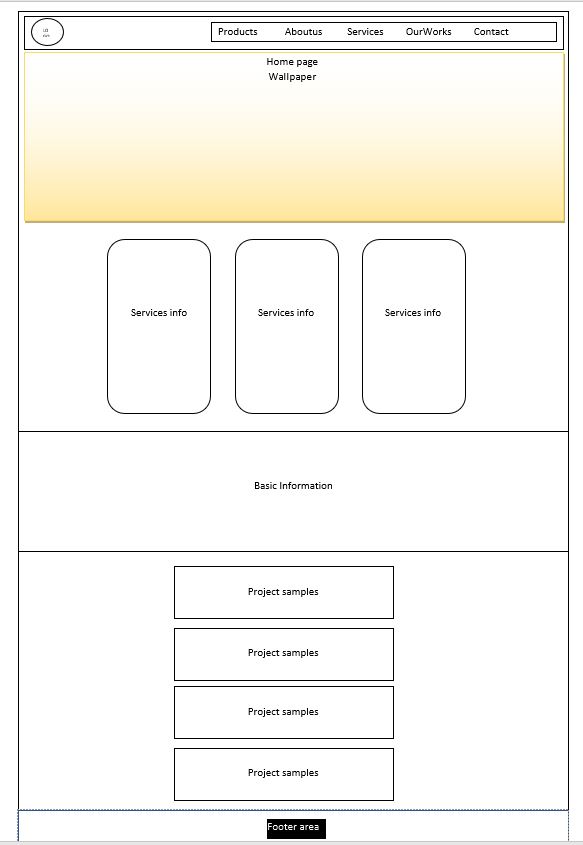 Products Aboutus Services OurWorks Contact
Home page
Wallpaper
Services info Services info Services info
Basic Information
Project samples
Project samples
Project samples
Project samples
Footer area